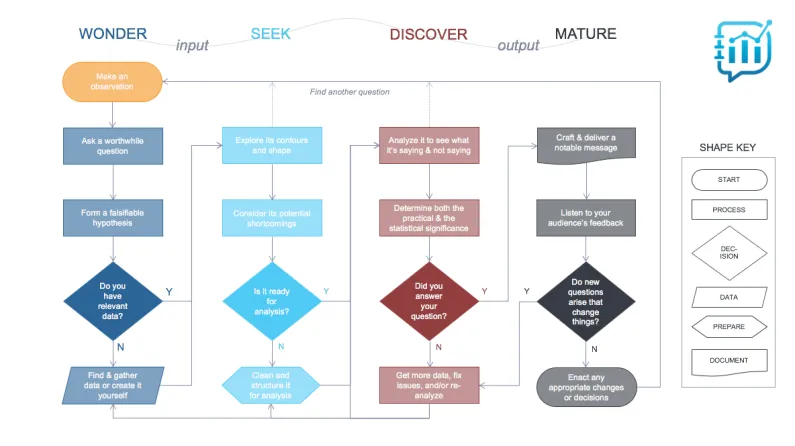 WONDER
input
SEEK
DISCOVER
output
MATURE
Make an
observation
Find another question
Ask a worthwhile
question
Form a falsifiable
hypothesis
Do you
have
relevant
data?
Y
N
Find & gather
data or create it
yourself
Explore its contours
and shape
Consider its potential
shortcomings
Is it ready
for
analysis?
Y
N
Clean and
structure it
for analysis
Analyze it to see what
it's saying & not saying
Determine both the
practical & the
statistical significance
Did you
answer
your
question?
Y
N
Get more data, fix
issues, and/or re-
analyze
Craft & deliver a
notable message
Listen to your
audience's feedback
Do new
questions
arise that
change
things?
Y
N
Enact any
appropriate changes
or decisions
SHAPE KEY
START
PROCESS
DEC-
ISION
DATA
PREPARE
DOCUMENT